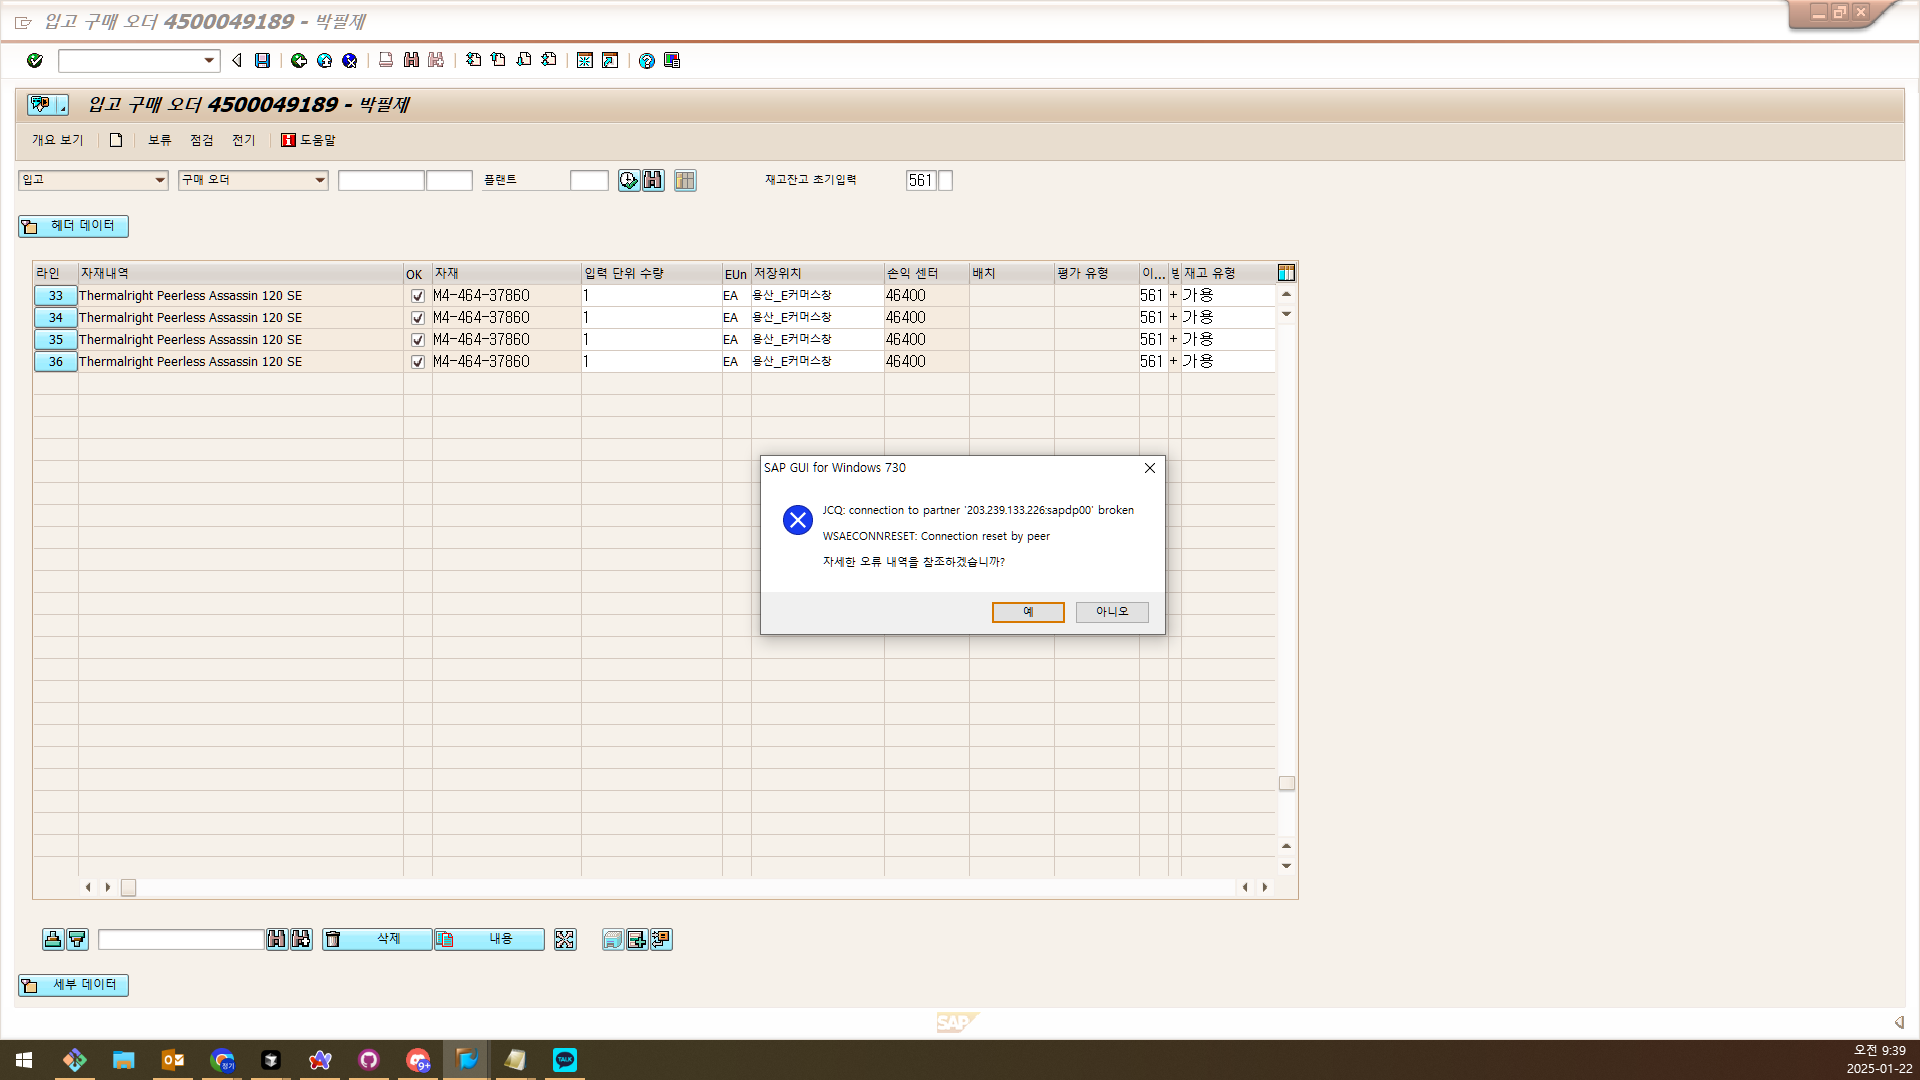 입고 구매 오더 4500049189 - 박필제
입고 구매 오더 4500049189 - 박필제
개요 보기 보류 점검 전기 도움말
입고 구매 오더 플랜트 재고잔고 초기입력 561
헤더 데이터
라인 자재내역 OK 자재 입력 단위 수량 EUn 저장위치 손익 센터 배치 평가 유형 이... 재고 유형
33 Thermalright Peerless Assassin 120 SE M4-464-37860 1 EA 용산_E커머스창 46400 561 + 가용
34 Thermalright Peerless Assassin 120 SE M4-464-37860 1 EA 용산_E커머스창 46400 561 + 가용
35 Thermalright Peerless Assassin 120 SE M4-464-37860 1 EA 용산_E커머스창 46400 561 + 가용
36 Thermalright Peerless Assassin 120 SE M4-464-37860 1 EA 용산_E커머스창 46400 561 + 가용
SAP GUI for Windows 730
JCQ: connection to partner '203.239.133.226:sapdp00' broken
WSAECONNRESET: Connection reset by peer
자세한 오류 내역을 참조하겠습니까?
예 아니오
삭제 내용
세부 데이터
SAP
9+ TALK
오전 9:39
2025-01-22